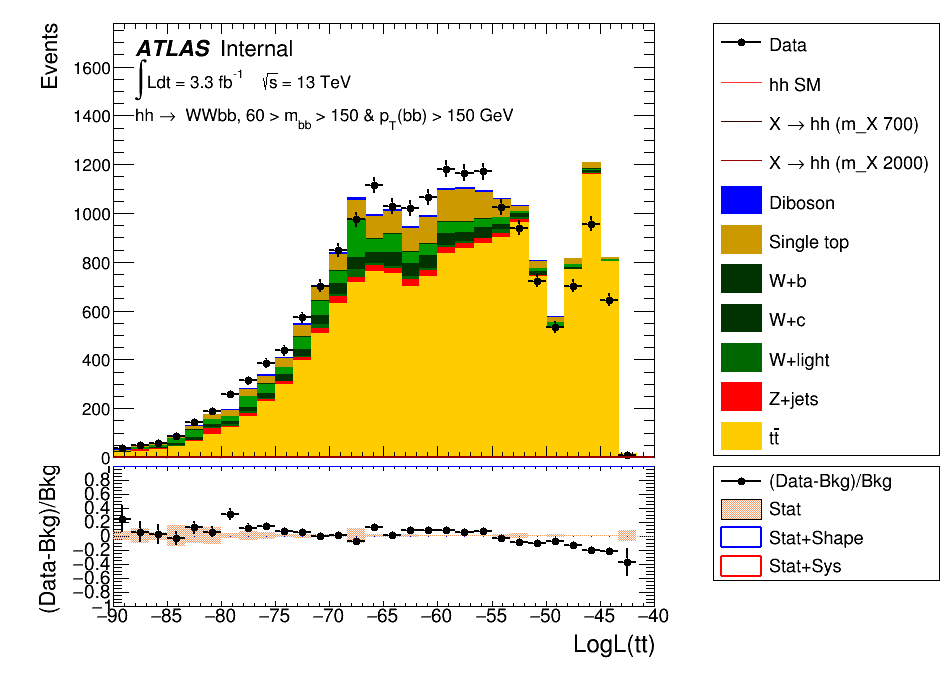 Events
ATLAS Internal
∫Ldt = 3.3 fb⁻¹ √s = 13 TeV
hh → WWbb, 60 > m_bb > 150 & p_T(bb) > 150 GeV
1600
1400
1200
1000
800
600
400
200
0
(Data-Bkg)/Bkg
1
0.8
0.6
0.4
0.2
0
−0.2
−0.4
−0.6
−0.8
−1
−90 −85 −80 −75 −70 −65 −60 −55 −50 −45 −40
LogL(tt)
Data
hh SM
X → hh (m_X 700)
X → hh (m_X 2000)
Diboson
Single top
W+b
W+c
W+light
Z+jets
tt̄
(Data-Bkg)/Bkg
Stat
Stat+Shape
Stat+Sys